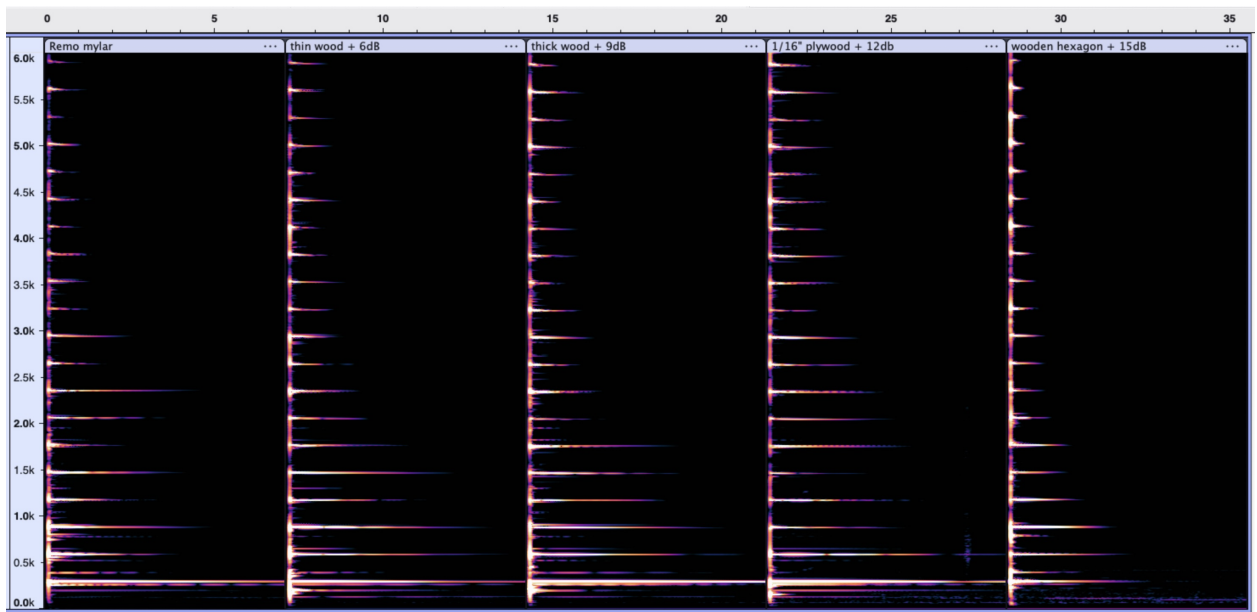 0 5 10 15 20 25 30 35
Remo mylar ... thin wood + 6dB ... thick wood + 9dB ... 1/16" plywood + 12db ... wooden hexagon + 15dB ...
6.0k
5.5k
5.0k
4.5k
4.0k
3.5k
3.0k
2.5k
2.0k
1.5k
1.0k
0.5k
0.0k